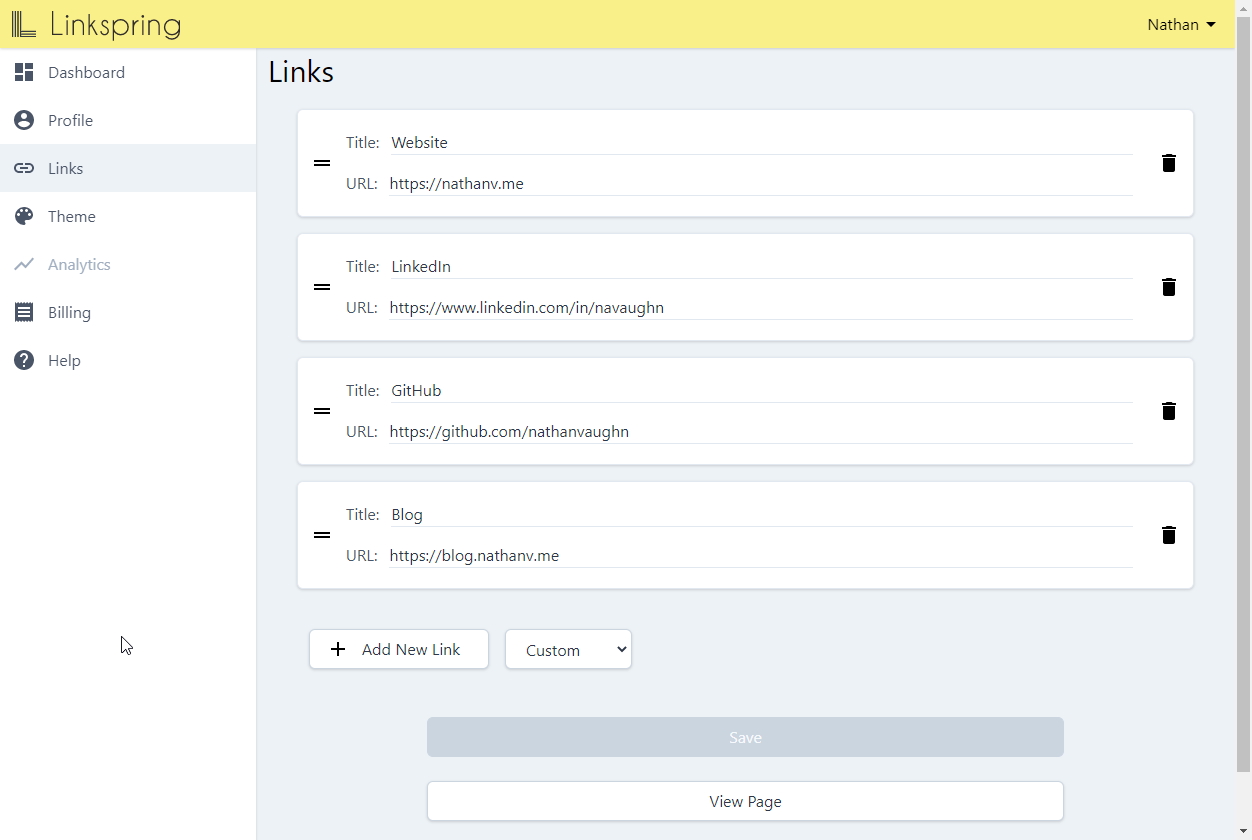 Linkspring
Nathan
Dashboard
Profile
Links
Theme
Analytics
Billing
Help
Links
Title: Website
URL: https://nathanv.me
Title: LinkedIn
URL: https://www.linkedin.com/in/navaughn
Title: GitHub
URL: https://github.com/nathanvaughn
Title: Blog
URL: https://blog.nathanv.me
Add New Link
Custom
Save
View Page